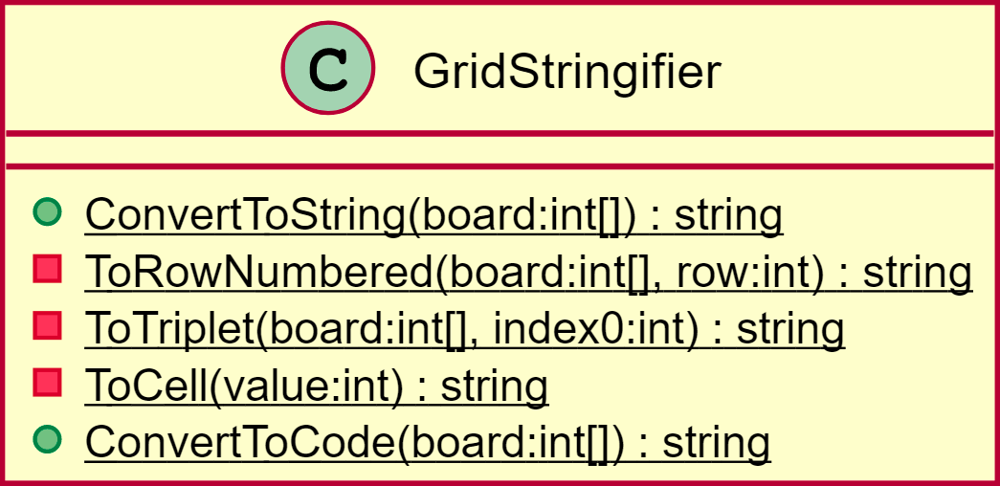 C GridStringifier
ConvertToString(board:int[]) : string
ToRowNumbered(board:int[], row:int) : string
ToTriplet(board:int[], index0:int) : string
ToCell(value:int) : string
ConvertToCode(board:int[]) : string